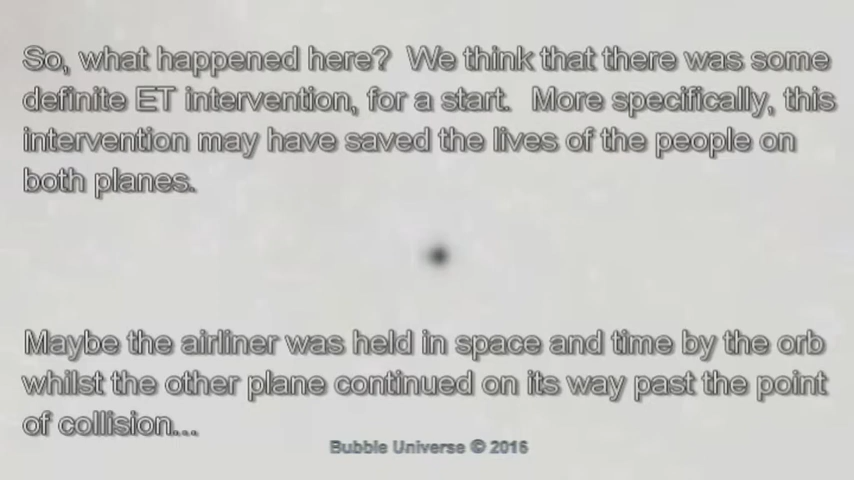 So, what happened here?  We think that there was some
definite ET intervention, for a start.  More specifically, this
intervention may have saved the lives of the people on
both planes.
Maybe the airliner was held in space and time by the orb
whilst the other plane continued on its way past the point
of collision...
Bubble Universe © 2016